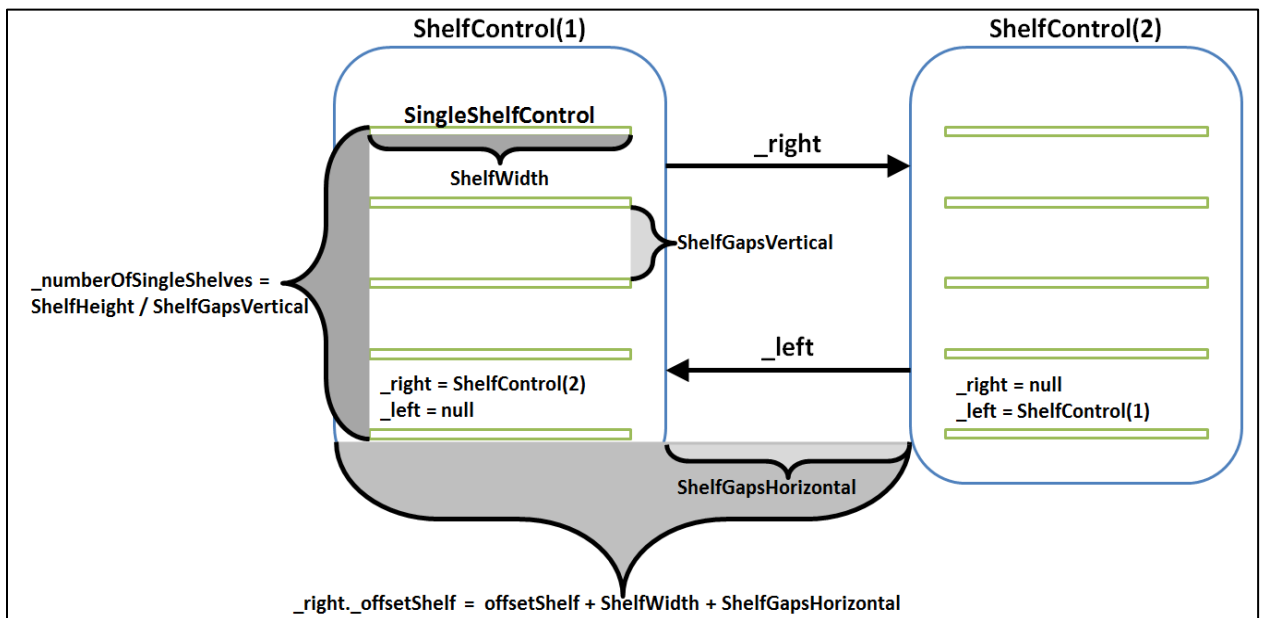 ShelfControl(1)
ShelfControl(2)
SingleShelfControl
_right
ShelfWidth
ShelfGapsVertical
_numberOfSingleShelves =
ShelfHeight / ShelfGapsVertical
_left
_right = ShelfControl(2)
_left = null
_right = null
_left = ShelfControl(1)
ShelfGapsHorizontal
_right._offsetShelf = offsetShelf + ShelfWidth + ShelfGapsHorizontal